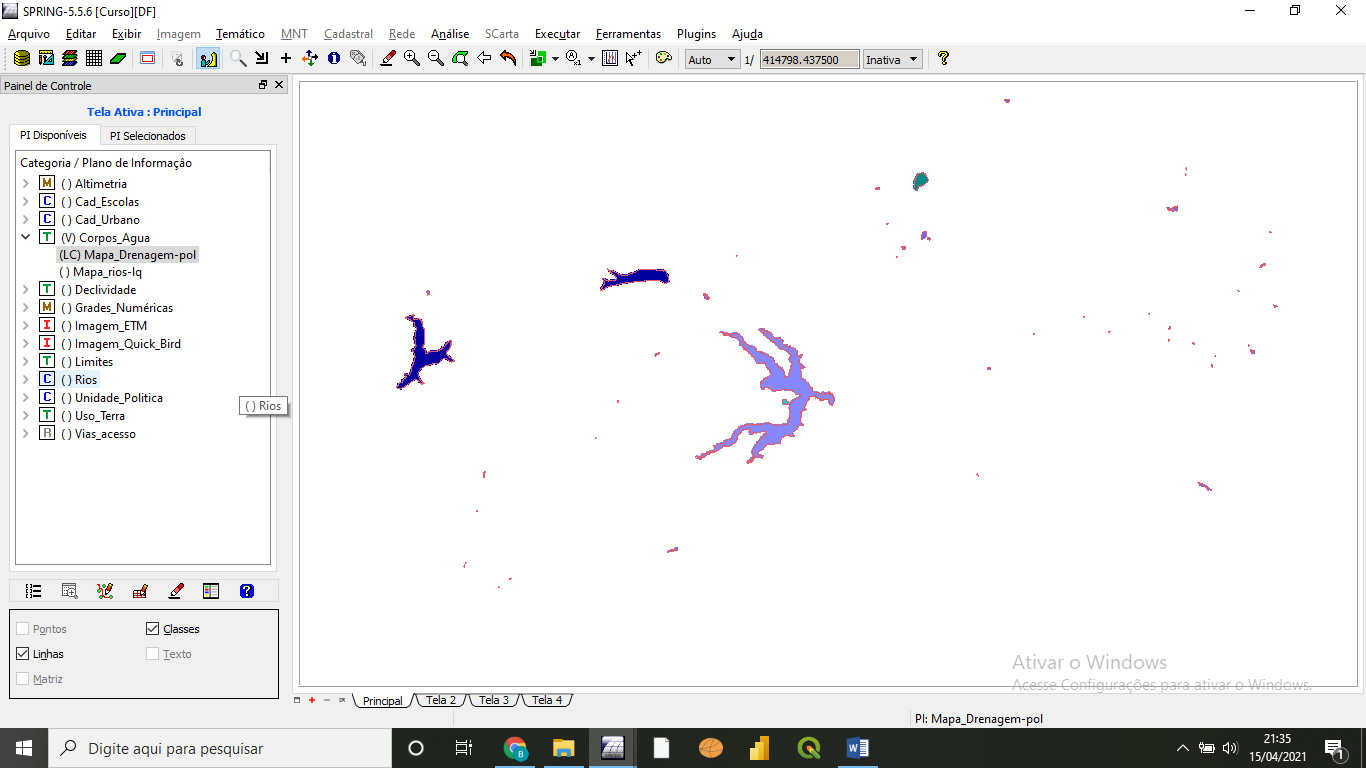 SPRING-5.5.6 [Curso][DF]
Arquivo Editar Exibir Imagem Temático MNT Cadastral Rede Análise SCarta Executar Ferramentas Plugins Ajuda
Auto 1/ 414798.437500 Inativa
Painel de Controle
Tela Ativa : Principal
PI Disponíveis PI Selecionados
Categoria / Plano de Informação
M ( ) Altimetria
C ( ) Cad_Escolas
C ( ) Cad_Urbano
T (V) Corpos_Agua
(LC) Mapa_Drenagem-pol
( ) Mapa_rios-lq
T ( ) Declividade
M ( ) Grades_Numéricas
I ( ) Imagem_ETM
I ( ) Imagem_Quick_Bird
T ( ) Limites
C ( ) Rios
C ( ) Unidade_Politica
( ) Rios
T ( ) Uso_Terra
R ( ) Vias_acesso
Pontos Classes
Linhas Texto
Matriz
Ativar o Windows
Acesse Configurações para ativar o Windows.
Principal Tela 2 Tela 3 Tela 4
PI: Mapa_Drenagem-pol
Digite aqui para pesquisar
21:35
15/04/2021